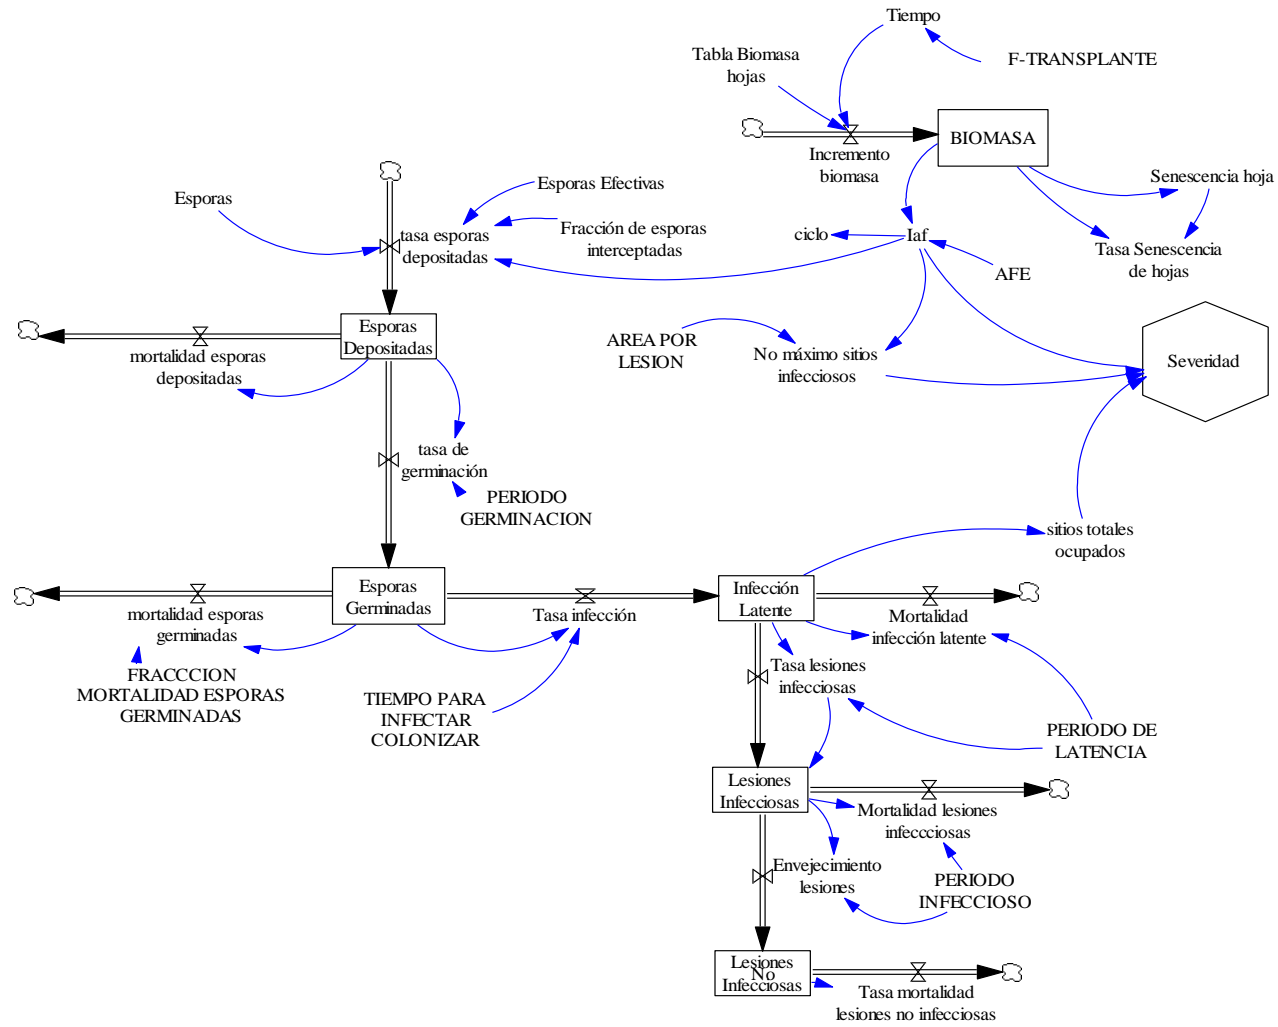 Tiempo
Tabla Biomasa
hojas
F-TRANSPLANTE
BIOMASA
Incremento
biomasa
Senescencia hoja
Esporas Efectivas
Esporas
Fracción de esporas
interceptadas
tasa esporas
depositadas
ciclo
Iaf
Tasa Senescencia
de hojas
AFE
Esporas
Depositadas
mortalidad esporas
depositadas
AREA POR
LESION
No máximo sitios
infecciosos
Severidad
tasa de
germinación
PERIODO
GERMINACION
sitios totales
ocupados
Esporas
Germinadas
mortalidad esporas
germinadas
Tasa infección
Infección
Latente
Mortalidad
infección latente
FRACCCION
MORTALIDAD ESPORAS
GERMINADAS
TIEMPO PARA
INFECTAR
COLONIZAR
Tasa lesiones
infecciosas
PERIODO DE
LATENCIA
Lesiones
Infecciosas
Mortalidad lesiones
infeccciosas
Envejecimiento
lesiones
PERIODO
INFECCIOSO
Lesiones
No
Infecciosas
Tasa mortalidad
lesiones no infecciosas